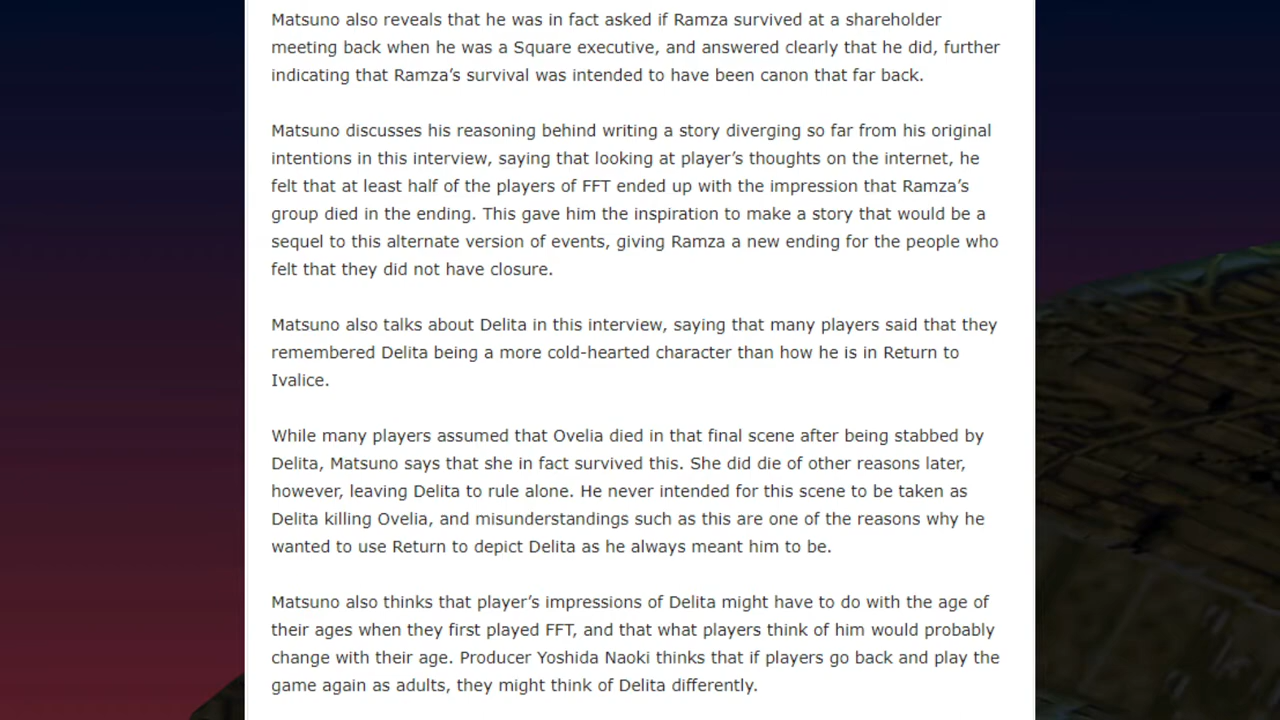 Matsuno also reveals that he was in fact asked if Ramza survived at a shareholder
meeting back when he was a Square executive, and answered clearly that he did, further
indicating that Ramza’s survival was intended to have been canon that far back.
Matsuno discusses his reasoning behind writing a story diverging so far from his original
intentions in this interview, saying that looking at player’s thoughts on the internet, he
felt that at least half of the players of FFT ended up with the impression that Ramza’s
group died in the ending. This gave him the inspiration to make a story that would be a
sequel to this alternate version of events, giving Ramza a new ending for the people who
felt that they did not have closure.
Matsuno also talks about Delita in this interview, saying that many players said that they
remembered Delita being a more cold-hearted character than how he is in Return to
Ivalice.
While many players assumed that Ovelia died in that final scene after being stabbed by
Delita, Matsuno says that she in fact survived this. She did die of other reasons later,
however, leaving Delita to rule alone. He never intended for this scene to be taken as
Delita killing Ovelia, and misunderstandings such as this are one of the reasons why he
wanted to use Return to depict Delita as he always meant him to be.
Matsuno also thinks that player’s impressions of Delita might have to do with the age of
their ages when they first played FFT, and that what players think of him would probably
change with their age. Producer Yoshida Naoki thinks that if players go back and play the
game again as adults, they might think of Delita differently.